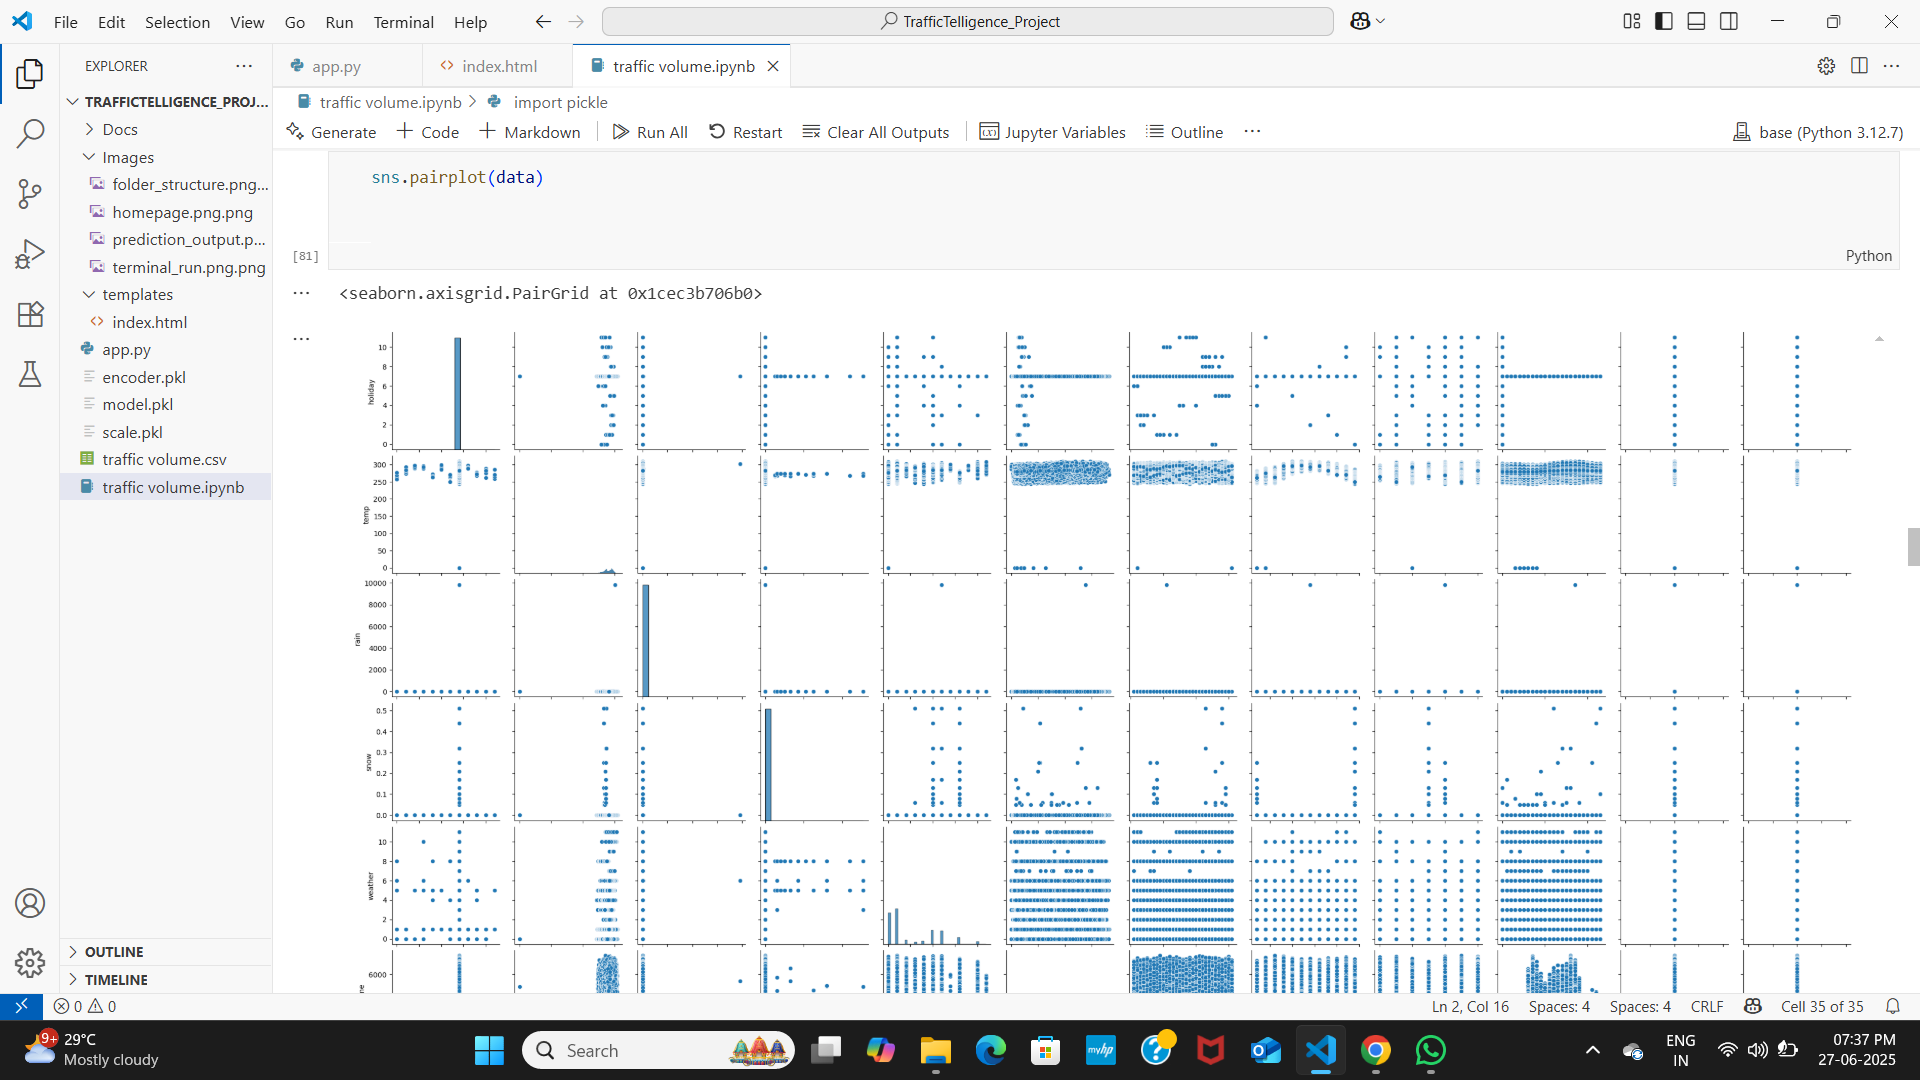 File Edit Selection View Go Run Terminal Help
TrafficTelligence_Project
EXPLORER
app.py
index.html
traffic volume.ipynb
TRAFFICTELLIGENCE_PROJ...
traffic volume.ipynb > import pickle
Docs
Generate + Code + Markdown Run All Restart Clear All Outputs Jupyter Variables Outline ...
base (Python 3.12.7)
Images
folder_structure.png...
homepage.png.png
prediction_output.p...
terminal_run.png.png
templates
index.html
app.py
encoder.pkl
model.pkl
scale.pkl
traffic volume.csv
traffic volume.ipynb
OUTLINE
TIMELINE
sns.pairplot(data)
[81]
Python
<seaborn.axisgrid.PairGrid at 0x1cec3b706b0>
10
8
holiday
6
4
2
0
300
250
200
temp
150
100
50
0
10000
8000
rain
6000
4000
2000
0
0.5
0.4
snow
0.3
0.2
0.1
0.0
10
8
weather
6
4
2
0
6000
0 0
Ln 2, Col 16 Spaces: 4 Spaces: 4 CRLF Cell 35 of 35
9+
29°C
Mostly cloudy
Search
myhp
ENG
IN
07:37 PM
27-06-2025